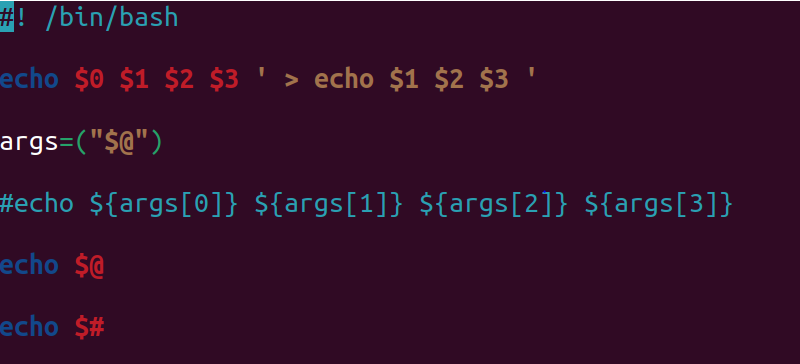 #! /bin/bash
echo $0 $1 $2 $3 ' > echo $1 $2 $3 '
args=("$@")
#echo ${args[0]} ${args[1]} ${args[2]} ${args[3]}
echo $@
echo $#